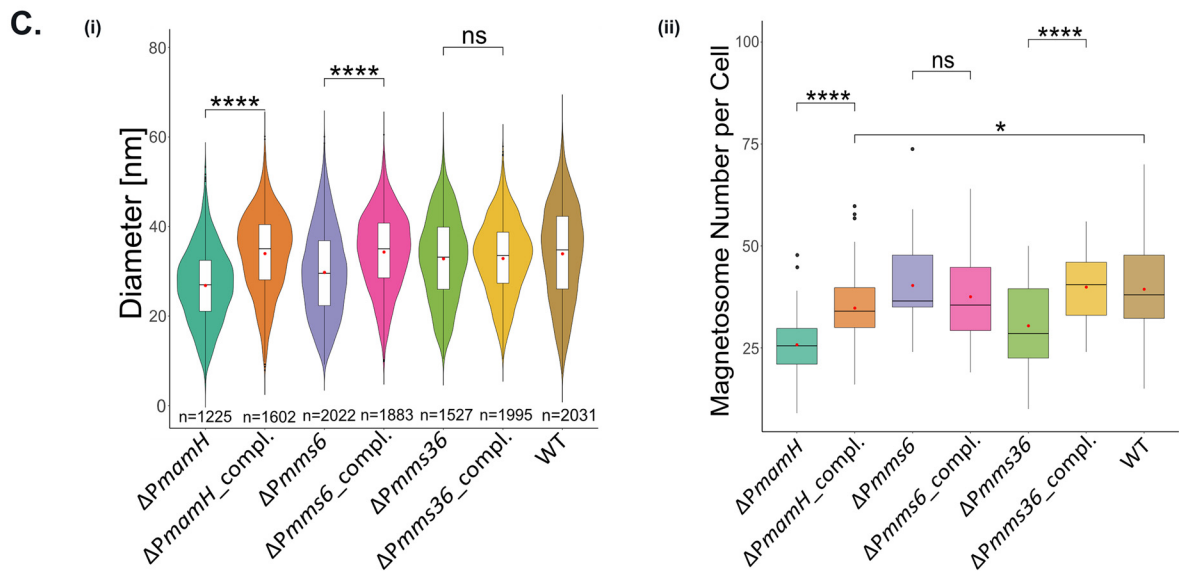 C.
(i)
Diameter [nm]
80
60
40
20
0
****
****
ns
n=1225 n=1602 n=2022 n=1883 n=1527 n=1995 n=2031
ΔPmamH
ΔPmamH_compl.
ΔPmms6
ΔPmms6_compl.
ΔPmms36
ΔPmms36_compl.
WT
(ii)
Magnetosome Number per Cell
100
75
50
25
****
ns
****
*
ΔPmamH
ΔPmamH_compl.
ΔPmms6
ΔPmms6_compl.
ΔPmms36
ΔPmms36_compl.
WT